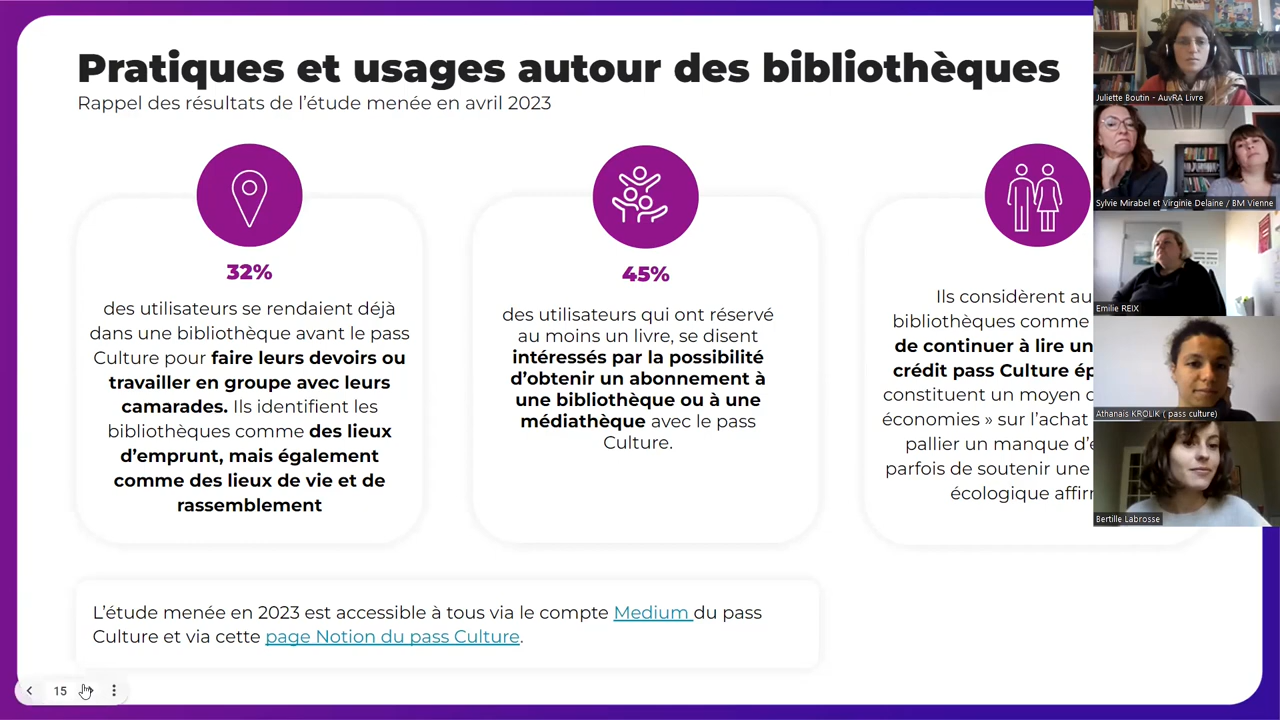 Pratiques et usages autour des bibliothèques
Rappel des résultats de l’étude menée en avril 2023
32%
des utilisateurs se rendaient déjà
dans une bibliothèque avant le pass
Culture pour faire leurs devoirs ou
travailler en groupe avec leurs
camarades. Ils identifient les
bibliothèques comme des lieux
d’emprunt, mais également
comme des lieux de vie et de
rassemblement
45%
des utilisateurs qui ont réservé
au moins un livre, se disent
intéressés par la possibilité
d’obtenir un abonnement à
une bibliothèque ou à une
médiathèque avec le pass
Culture.
Ils considèrent au
bibliothèques comme
de continuer à lire un
crédit pass Culture ép
constituent un moyen
économies » sur l’achat
pallier un manque d’e
parfois de soutenir une
écologique affir
L’étude menée en 2023 est accessible à tous via le compte Medium du pass
Culture et via cette page Notion du pass Culture.
15
Juliette Boutin - AuvRA Livre
Sylvie Mirabel et Virginie Delaine / BM Vienne
Emilie REIX
Athanais KROLIK ( pass culture)
Bertille Labrosse